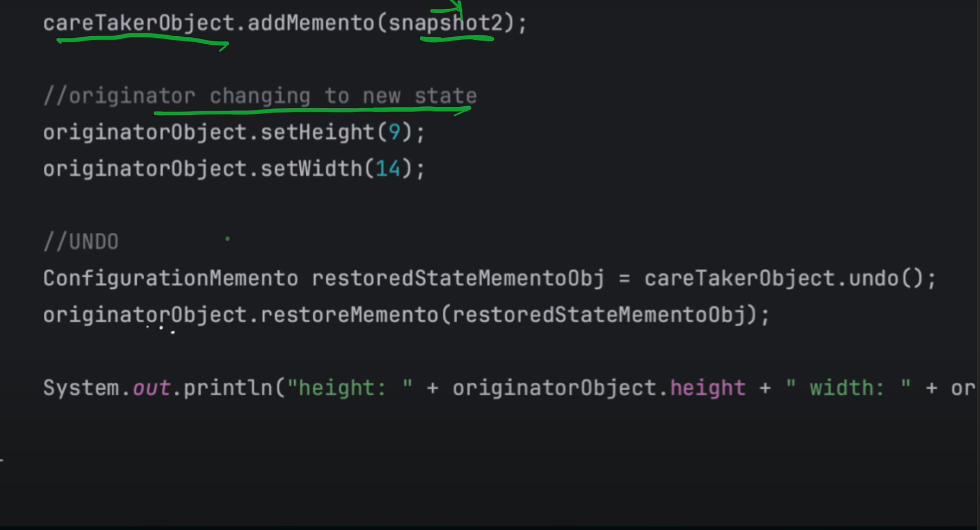 careTakerObject.addMemento(snapshot2);
//originator changing to new state
originatorObject.setHeight(9);
originatorObject.setWidth(14);
//UNDO
ConfigurationMemento restoredStateMementoObj = careTakerObject.undo();
originatorObject.restoreMemento(restoredStateMementoObj);
System.out.println("height: " + originatorObject.height + " width: " + or